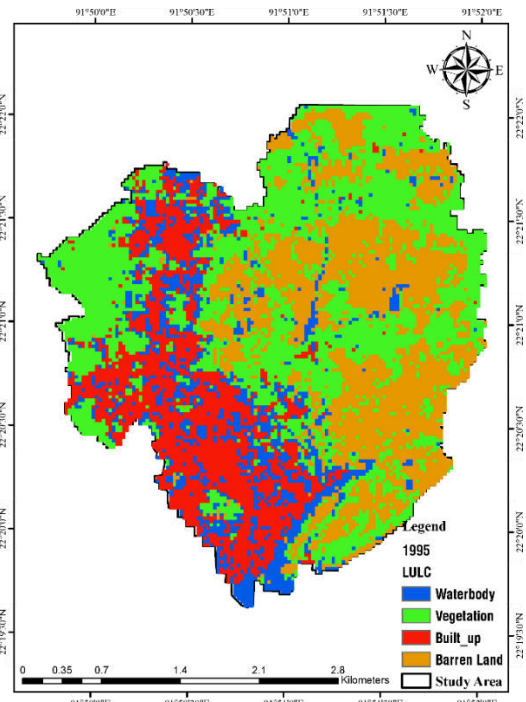 91°50'0"E 91°50'30"E 91°51'0"E 91°51'30"E 91°52'0"E
N
W E
S
22°22'0"N 22°22'0"N
22°21'30"N 22°21'30"N
22°21'0"N 22°21'0"N
22°20'30"N 22°20'30"N
22°20'0"N 22°20'0"N
22°19'30"N
Legend
1995
LULC
Waterbody
Vegetation
Built_up
Barren Land
Study Area
0 0.35 0.7 1.4 2.1 2.8
Kilometers